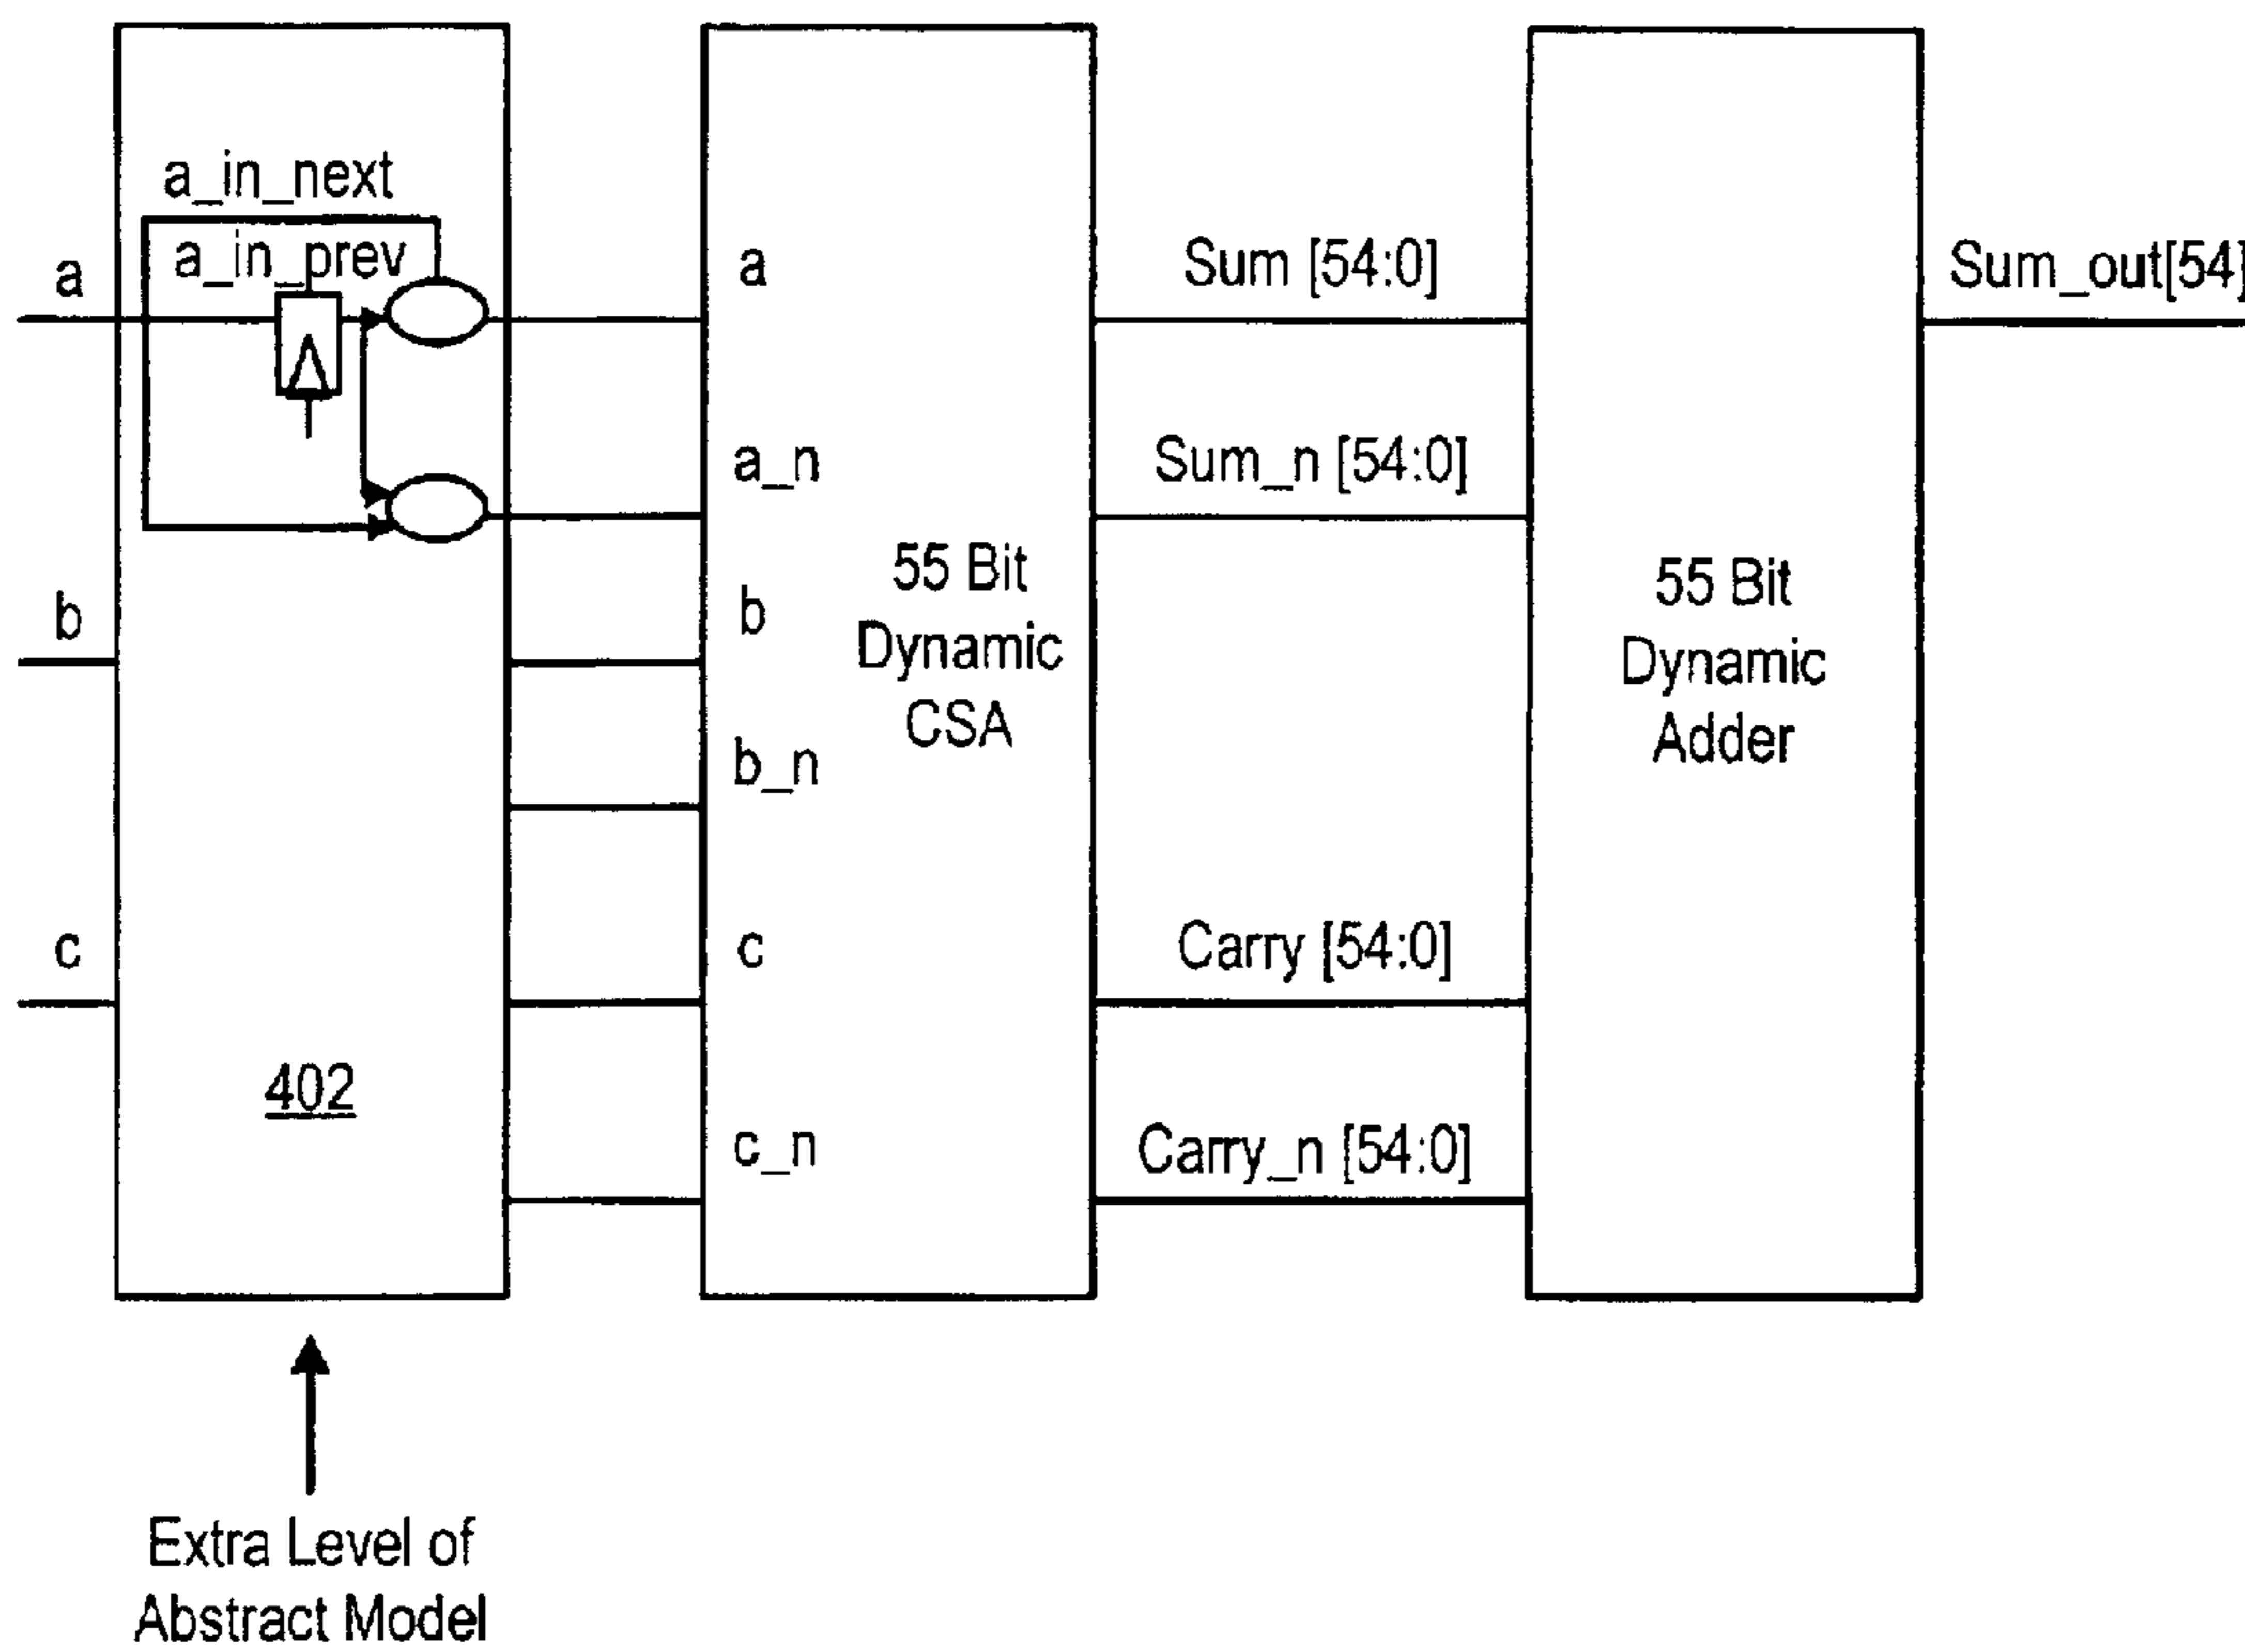 a_in_next
a_in_prev
a
b
c
402
a
a_n
b
b_n
c
c_n
55 Bit
Dynamic
CSA
Sum [54:0]
Sum_n [54:0]
Carry [54:0]
Carry_n [54:0]
55 Bit
Dynamic
Adder
Sum_out[54]
Extra Level of
Abstract Model